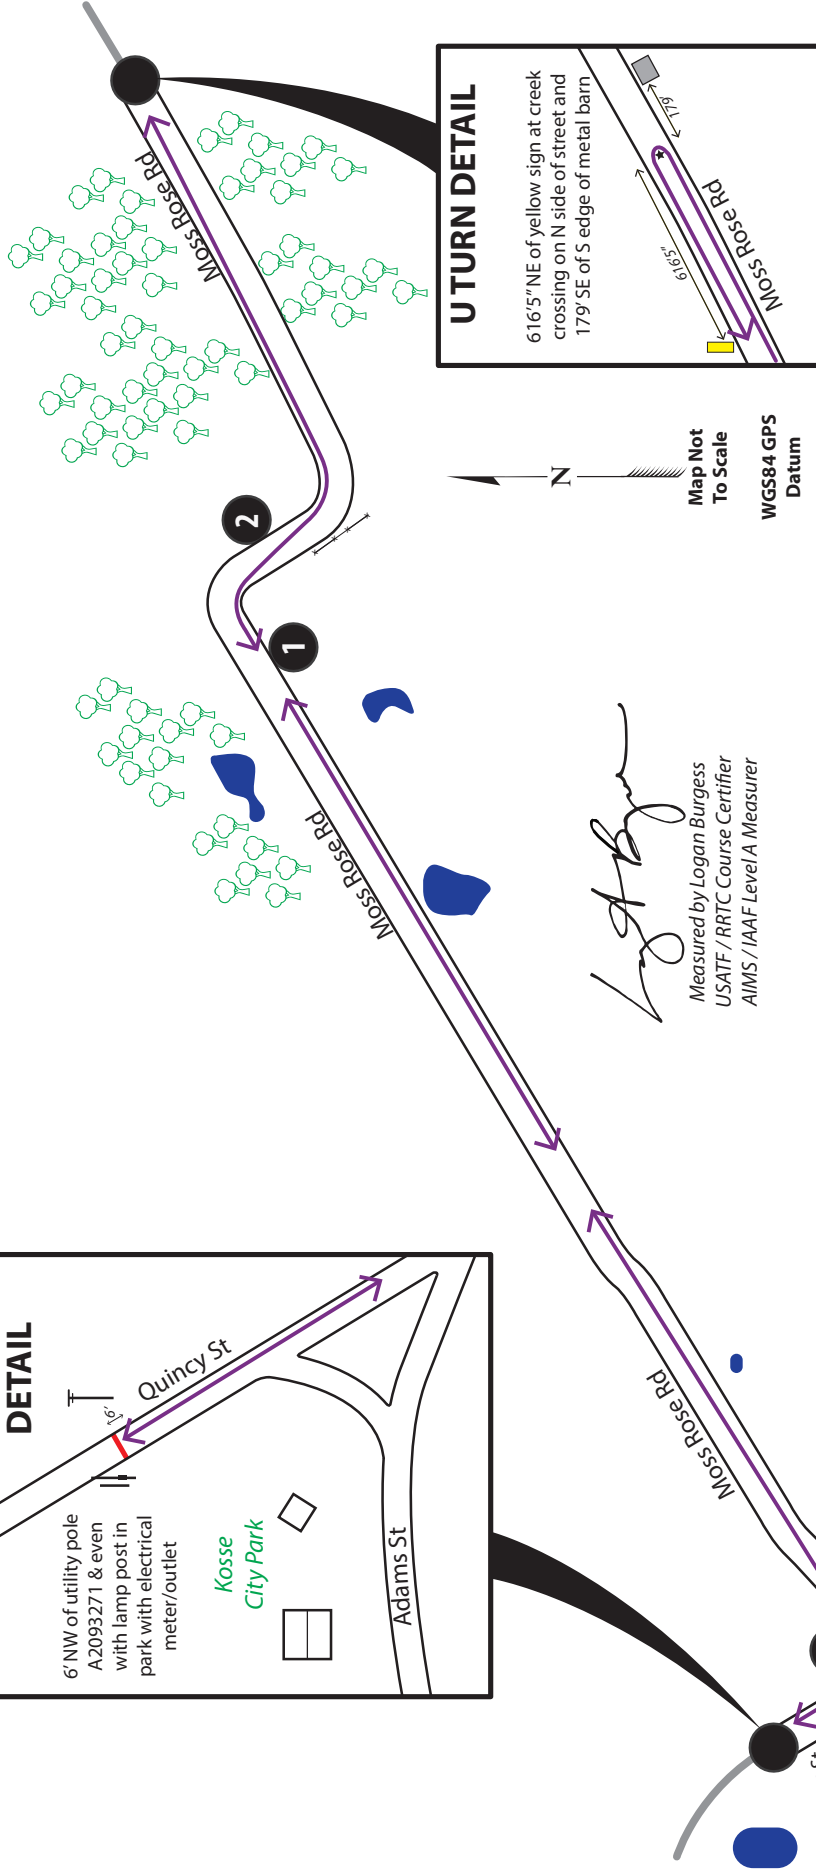 Moss Rose Rd
U TURN DETAIL
616'5" NE of yellow sign at creek
crossing on N side of street and
179' SE of S edge of metal barn
179'
616'5"
Moss Rose Rd
2
1
N
Map Not
To Scale
WGS84 GPS
Datum
Moss Rose Rd
Measured by Logan Burgess
USATF / RRTC Course Certifier
AIMS / IAAF Level A Measurer
DETAIL
Quincy St
6'
6' NW of utility pole
A2093271 & even
with lamp post in
park with electrical
meter/outlet
Kosse
City Park
Adams St
Moss Rose Rd
St